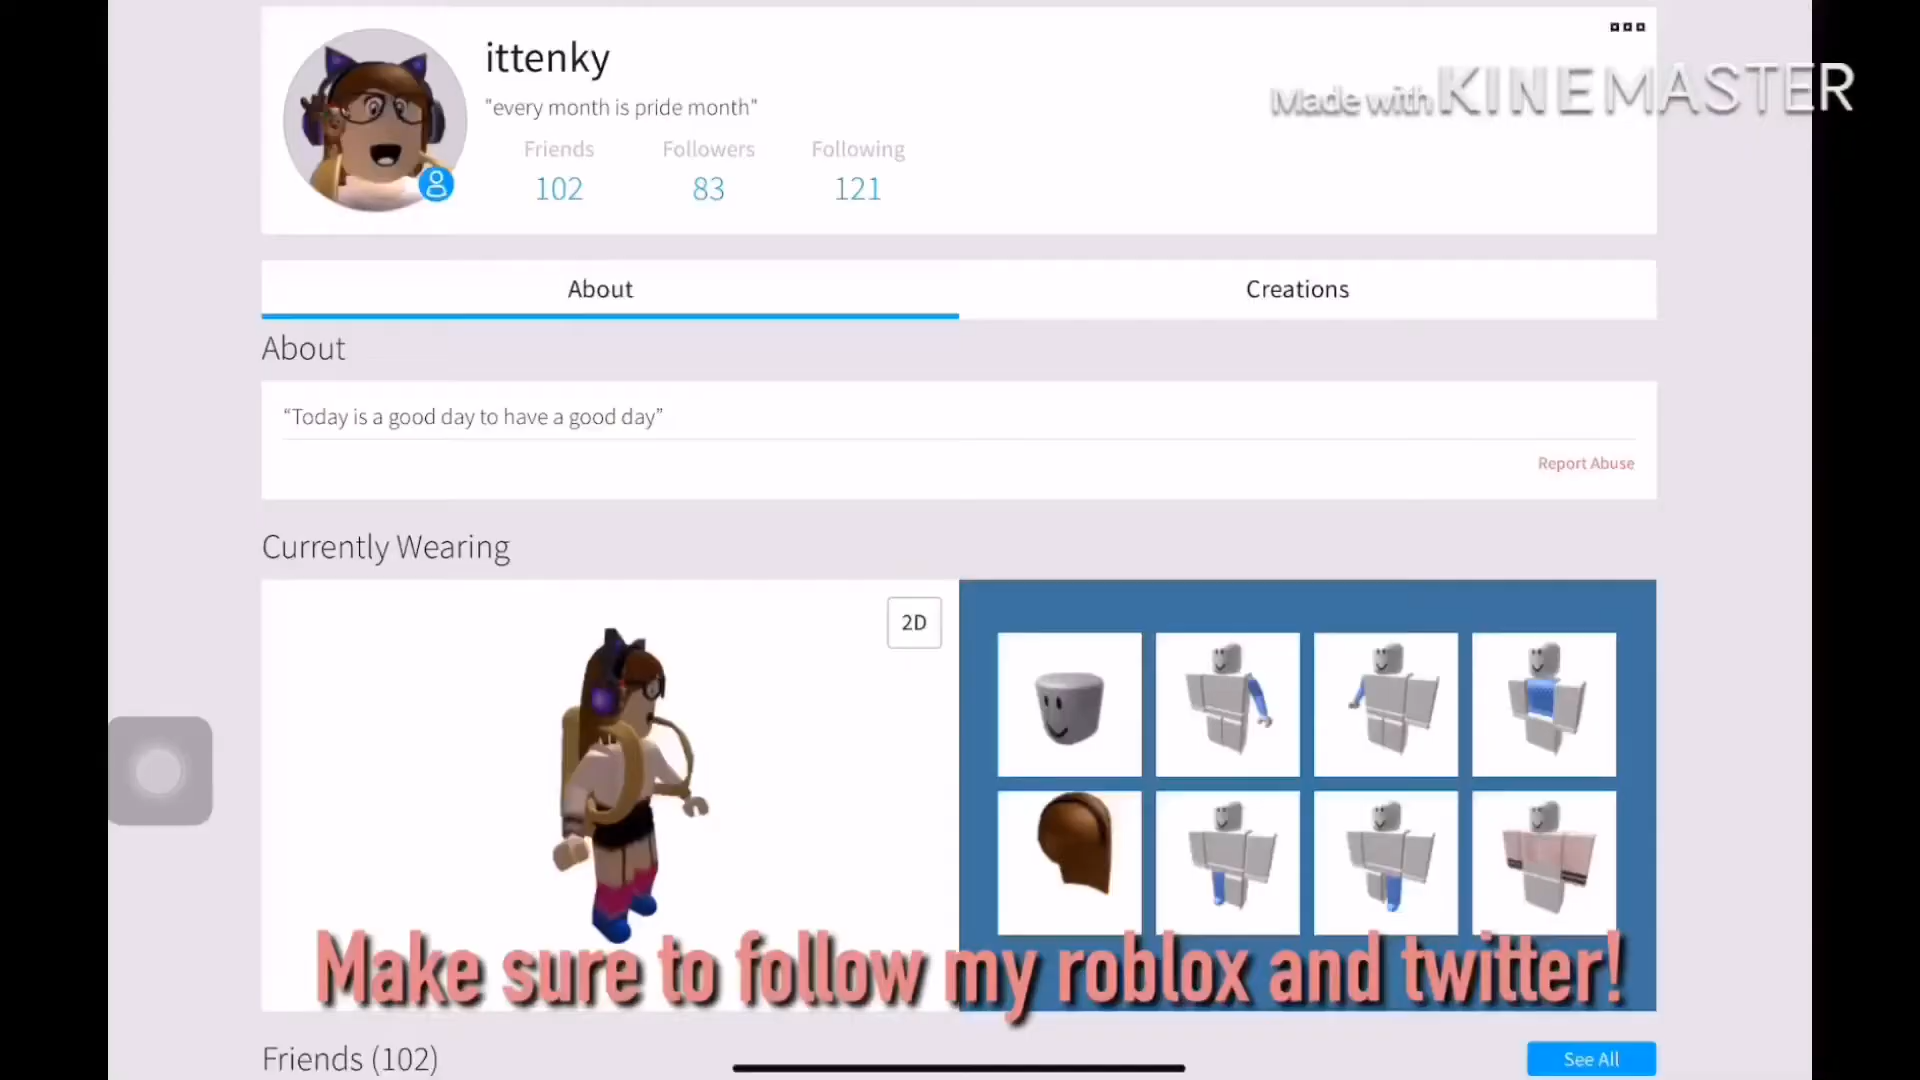 ittenky
"every month is pride month"
Friends Followers Following
102 83 121
Made with KINEMASTER
About Creations
About
“Today is a good day to have a good day”
Report Abuse
Currently Wearing
2D
Make sure to follow my roblox and twitter!
Friends (102)
See All